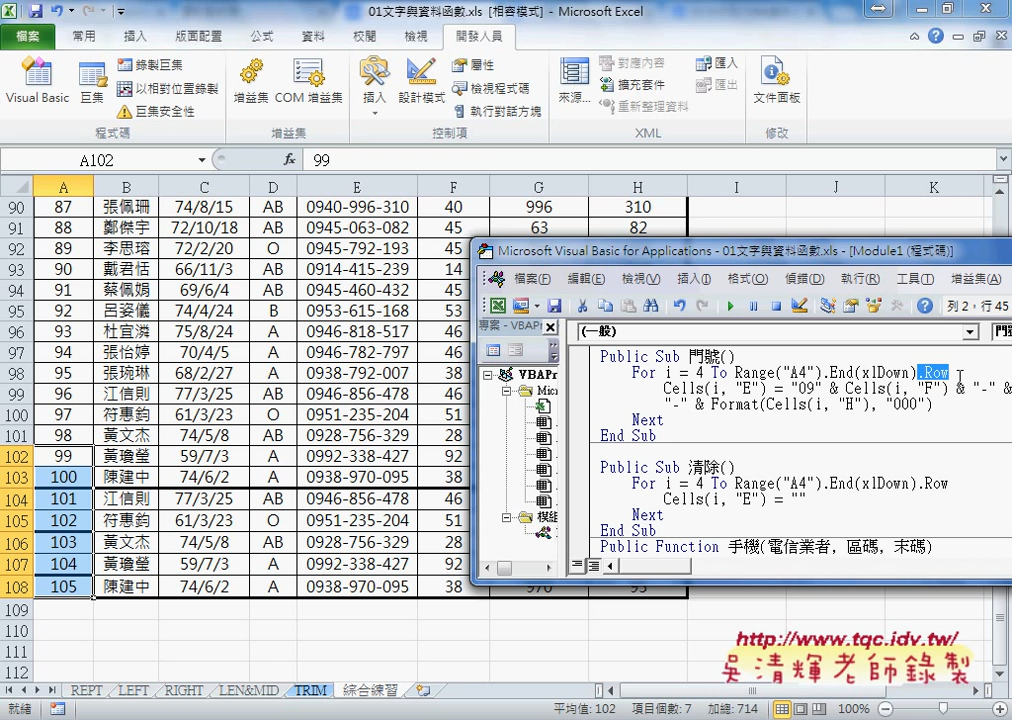 01文字與資料函數.xls [相容模式] - Microsoft Excel
檔案 常用 插入 版面配置 公式 資料 校閱 檢視 開發人員
Visual Basic 巨集 錄製巨集 以相對位置錄製 巨集安全性 程式碼
增益集 COM 增益集 增益集
插入 設計模式 屬性 檢視程式碼 執行對話方塊 控制項
來源... 對應內容 擴充套件 重新整理資料 匯入 匯出 XML
文件面板 修改
A102 fx 99
A B C D E F G H I J K
90 87 張佩珊 74/8/15 AB 0940-996-310 40 996 310
91 88 鄭傑宇 72/10/18 AB 0945-063-082 45 63 82
92 89 李思瑢 72/2/20 O 0945-792-193 45
93 90 戴君恬 66/11/3 AB 0914-415-239 14
94 91 蔡佩娟 69/6/4 AB 0945-460-432 45
95 92 呂姿儀 74/4/24 B 0953-615-168 53
96 93 杜宜潾 75/8/24 A 0946-818-517 46
97 94 張怡婷 70/4/5 A 0946-782-797 46
98 95 張琬琳 68/2/27 A 0938-792-007 38
99 96 江信則 77/3/25 AB 0946-856-478 46
100 97 符惠鈞 61/3/23 O 0951-235-204 51
101 98 黃文杰 74/5/8 AB 0928-756-329 28
102 99 黃瓊瑩 59/7/3 A 0992-338-427 92
103 100 陳建中 74/6/2 A 0938-970-095 38
104 101 江信則 77/3/25 AB 0946-856-478 46
105 102 符惠鈞 61/3/23 O 0951-235-204 51
106 103 黃文杰 74/5/8 AB 0928-756-329 28
107 104 黃瓊瑩 59/7/3 A 0992-338-427 92
108 105 陳建中 74/6/2 A 0938-970-095 38 970 95
109
110
111
112
Microsoft Visual Basic for Applications - 01文字與資料函數.xls - [Module1 (程式碼)]
檔案(F) 編輯(E) 檢視(V) 插入(I) 格式(O) 偵錯(D) 執行(R) 工具(T) 增益集(A)
列 2, 行 45
專案 - VBAPr
(一般)
VBAP
Micr
模組
Public Sub 門號()
For i = 4 To Range("A4").End(xlDown).Row
Cells(i, "E") = "09" & Cells(i, "F") & "-" &
"-" & Format(Cells(i, "H"), "000")
Next
End Sub
Public Sub 清除()
For i = 4 To Range("A4").End(xlDown).Row
Cells(i, "E") = ""
Next
End Sub
Public Function 手機(電信業者, 區碼, 末碼)
http://www.tqc.idv.tw/
吳清輝老師錄製
REPT LEFT RIGHT LEN&MID TRIM 綜合練習
就緒 平均值: 102 項目個數: 7 加總: 714 100%